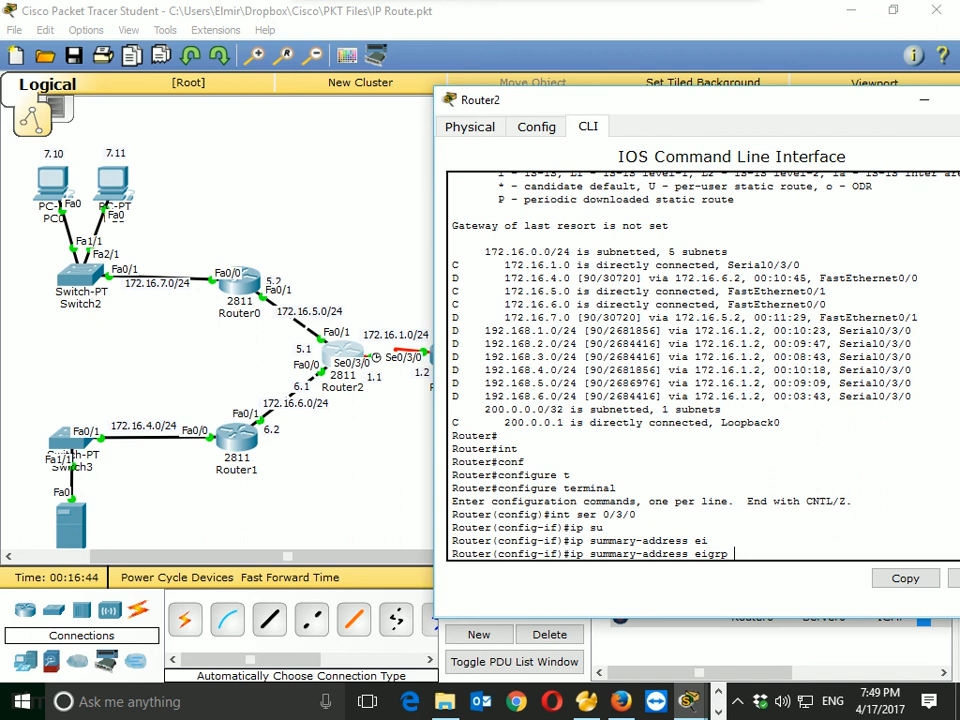 Cisco Packet Tracer Student - C:\Users\Elmir\Dropbox\Cisco\PKT Files\IP Route.pkt
File Edit Options View Tools Extensions Help
Logical [Root] New Cluster Move Object Set Tiled Background Viewport
Router2
Physical Config CLI
IOS Command Line Interface
* - candidate default, U - per-user static route, o - ODR
P - periodic downloaded static route
Gateway of last resort is not set
172.16.0.0/24 is subnetted, 5 subnets
C 172.16.1.0 is directly connected, Serial0/3/0
D 172.16.4.0 [90/30720] via 172.16.6.2, 00:10:45, FastEthernet0/0
C 172.16.5.0 is directly connected, FastEthernet0/1
C 172.16.6.0 is directly connected, FastEthernet0/0
D 172.16.7.0 [90/30720] via 172.16.5.2, 00:11:29, FastEthernet0/1
D 192.168.1.0 [90/2681856] via 172.16.1.2, 00:10:23, Serial0/3/0
D 192.168.2.0 [90/2684416] via 172.16.1.2, 00:09:47, Serial0/3/0
D 192.168.3.0 [90/2684416] via 172.16.1.2, 00:08:43, Serial0/3/0
D 192.168.4.0 [90/2681856] via 172.16.1.2, 00:10:18, Serial0/3/0
D 192.168.5.0 [90/2686976] via 172.16.1.2, 00:09:09, Serial0/3/0
D 192.168.6.0 [90/2684416] via 172.16.1.2, 00:03:43, Serial0/3/0
200.0.0.0/32 is subnetted, 1 subnets
C 200.0.0.1 is directly connected, Loopback0
Router#
Router#int
Router#conf
Router#configure t
Router#configure terminal
Enter configuration commands, one per line. End with CNTL/Z.
Router(config)#int ser 0/3/0
Router(config-if)#ip su
Router(config-if)#ip summary-address ei
Router(config-if)#ip summary-address eigrp
Copy
7.10 7.11
PC-PT Fa0
PC0
Fa0
Fa1/1
Fa2/1
Fa0/1
Switch-PT
Switch2
172.16.7.0/24
Fa0/0
5.2
Fa0/1
2811
Router0
172.16.5.0/24
Fa0/1
172.16.1.0/24
5.1
Se0/3/0
Se0/3/0
Fa0/0
2811
Router2
1.1
1.2
6.1
172.16.6.0/24
Fa0/1
6.2
172.16.4.0/24
Fa0/0
2811
Router1
Fa0/1
Switch3
Fa1/1
Fa0
Time: 00:16:44 Power Cycle Devices Fast Forward Time
Connections
Automatically Choose Connection Type
New Delete
Toggle PDU List Window
Ask me anything
ENG
7:49 PM
4/17/2017